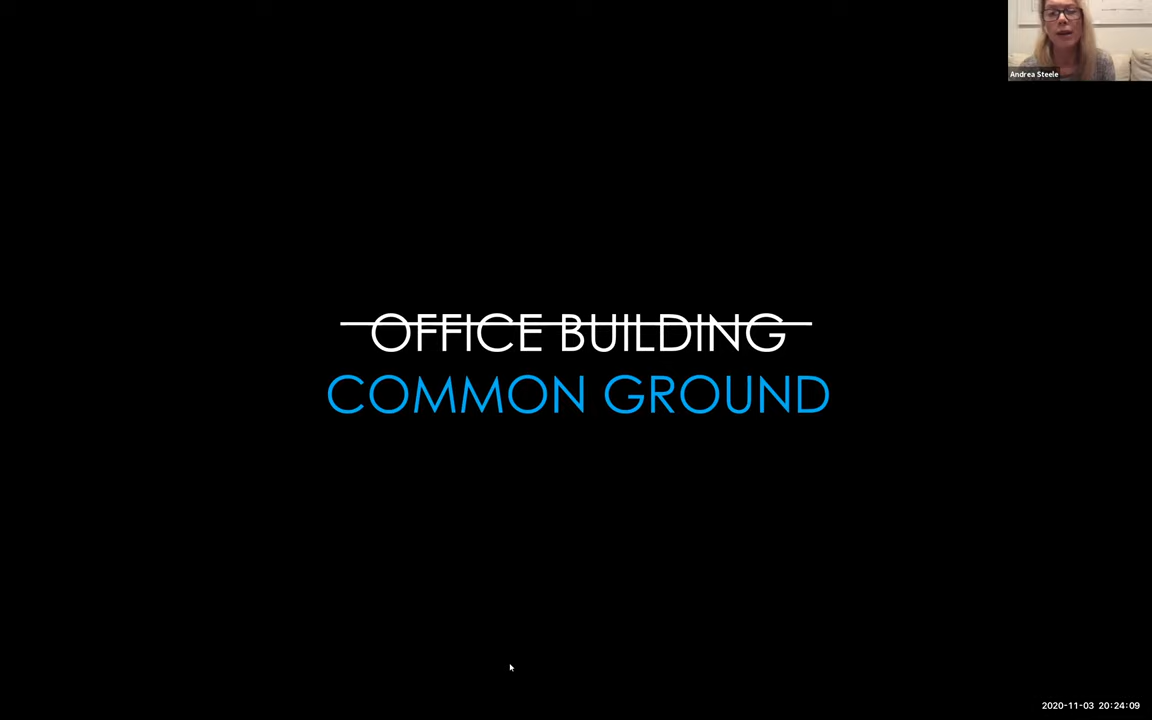 Andrea Steele
OFFICE BUILDING
COMMON GROUND
2020-11-03 20:24:09